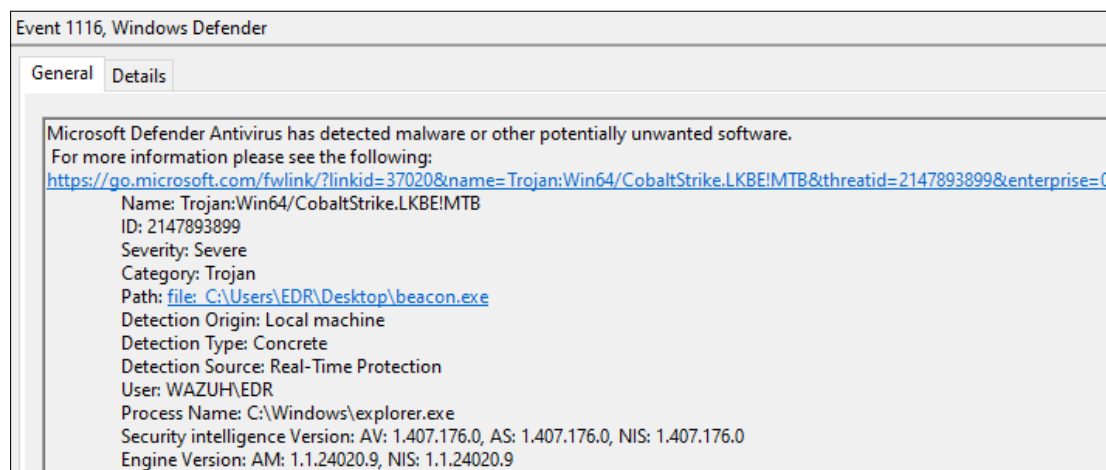 Event 1116, Windows Defender
General Details
Microsoft Defender Antivirus has detected malware or other potentially unwanted software.
For more information please see the following:
https://go.microsoft.com/fwlink/?linkid=37020&name=Trojan:Win64/CobaltStrike.LKBE!MTB&threatid=2147893899&enterprise=0
Name: Trojan:Win64/CobaltStrike.LKBE!MTB
ID: 2147893899
Severity: Severe
Category: Trojan
Path: file:_C:\Users\EDR\Desktop\beacon.exe
Detection Origin: Local machine
Detection Type: Concrete
Detection Source: Real-Time Protection
User: WAZUH\EDR
Process Name: C:\Windows\explorer.exe
Security intelligence Version: AV: 1.407.176.0, AS: 1.407.176.0, NIS: 1.407.176.0
Engine Version: AM: 1.1.24020.9, NIS: 1.1.24020.9